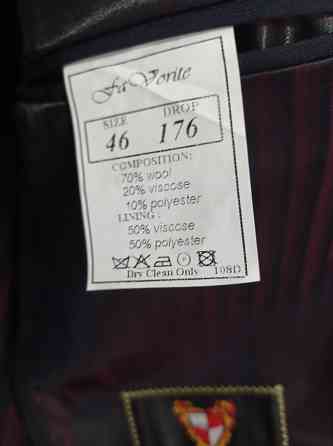 FaVorite
SIZE DROP
46 176
COMPOSITION:
70% wool
20% viscose
10% polyester
LINING :
50% viscose
50% polyester
Dry Clean Only 108D